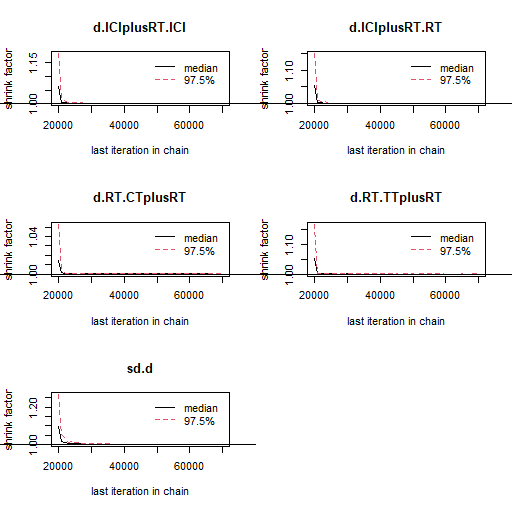 d.ICIplusRT.ICI
shrink factor
1.00 1.15
median
97.5%
20000 40000 60000
last iteration in chain
d.ICIplusRT.RT
shrink factor
1.00 1.10
median
97.5%
20000 40000 60000
last iteration in chain
d.RT.CTplusRT
shrink factor
1.00 1.04
median
97.5%
20000 40000 60000
last iteration in chain
d.RT.TTplusRT
shrink factor
1.00 1.10
median
97.5%
20000 40000 60000
last iteration in chain
sd.d
shrink factor
1.00 1.20
median
97.5%
20000 40000 60000
last iteration in chain